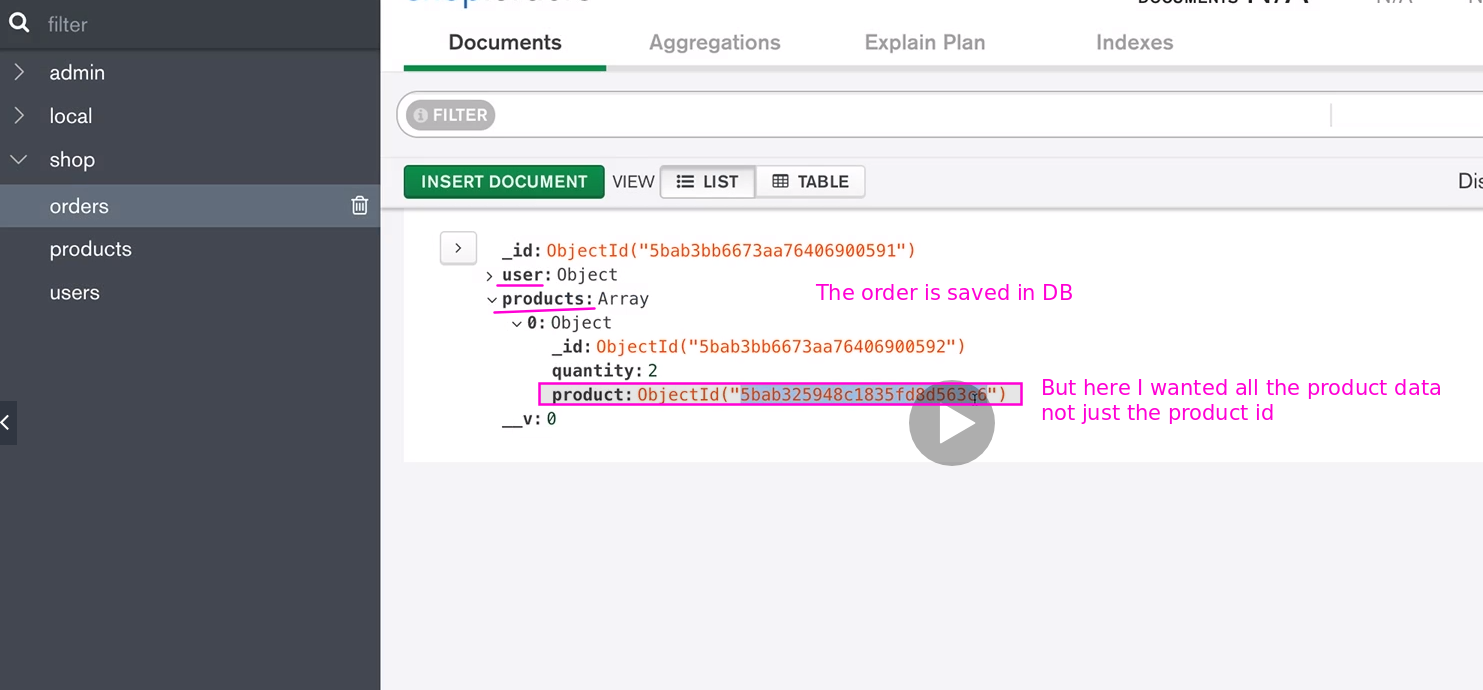 filter
admin
local
shop
orders
products
users
Documents
Aggregations
Explain Plan
Indexes
FILTER
INSERT DOCUMENT
VIEW
LIST
TABLE
_id: ObjectId("5bab3bb6673aa76406900591")
user: Object
products: Array
The order is saved in DB
0: Object
_id: ObjectId("5bab3bb6673aa76406900592")
quantity: 2
product: ObjectId("5bab325948c1835fd8d563c6")
But here I wanted all the product data
not just the product id
__v: 0